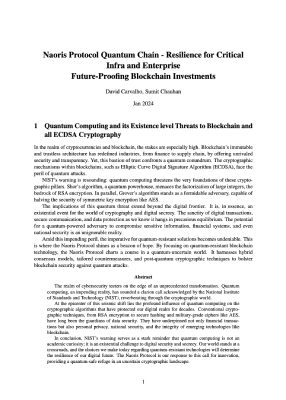 Naoris Protocol Quantum Chain - Resilience for Critical
Infra and Enterprise
Future-Proofing Blockchain Investments
David Carvalho, Sumit Chauhan
Jan 2024
1 Quantum Computing and its Existence level Threats to Blockchain and
all ECDSA Cryptography
In the realm of cryptocurrencies and blockchain, the stakes are especially high. Blockchain's immutable
and trustless architecture has redefined industries, from finance to supply chain, by offering unrivaled
security and transparency. Yet, this bastion of trust confronts a quantum conundrum. The cryptographic
mechanisms within blockchains, such as Elliptic Curve Digital Signature Algorithm (ECDSA), face the
peril of quantum attacks.
NIST's warning is resounding: quantum computing threatens the very foundations of these cryp-
tographic pillars. Shor's algorithm, a quantum powerhouse, menaces the factorization of large integers, the
bedrock of RSA encryption. In parallel, Grover's algorithm stands as a formidable adversary, capable of
halving the security of symmetric key encryption like AES.
The implications of this quantum threat extend beyond the digital frontier. It is, in essence, an
existential event for the world of cryptography and digital secrecy. The sanctity of digital transactions,
secure communication, and data protection as we know it hangs in precarious equilibrium. The potential
for a quantum-powered adversary to compromise sensitive information, financial systems, and even
national security is an unignorable reality.
Avoid this impending peril, the imperative for quantum-resistant solutions becomes undeniable. This
is where the Naoris Protocol shines as a beacon of hope. By focusing on quantum-resistant blockchain
technology, the Naoris Protocol charts a course in a quantum-uncertain world. It harnesses hybrid
consensus models, tailored countermeasures, and post-quantum cryptographic techniques to bolster
blockchain security against quantum attacks.
Abstract
The realm of cybersecurity teeters on the edge of an unprecedented transformation. Quantum
computing, an impending reality, has sounded a clarion call acknowledged by the National Institute
of Standards and Technology (NIST), reverberating through the cryptographic world.
At the epicenter of this seismic shift lies the profound influence of quantum computing on the
cryptographic algorithms that have protected our digital realm for decades. Conventional crypto-
graphic techniques, from RSA encryption to secure hashing and military-grade ciphers like AES,
have long been the guardians of data security. They have underpinned not only financial transac-
tions but also personal privacy, national security, and the integrity of emerging technologies like
blockchain.
In conclusion, NIST's warning serves as a stark reminder that quantum computing is not an
academic curiosity; it is an existential challenge to digital security and secrecy. Our world stands at a
crossroads, and the choices we make today regarding quantum-resistant technologies will determine
the resilience of our digital future. The Naoris Protocol is our response to this call for innovation,
providing a quantum-safe refuge in an uncertain cryptographic landscape.
1